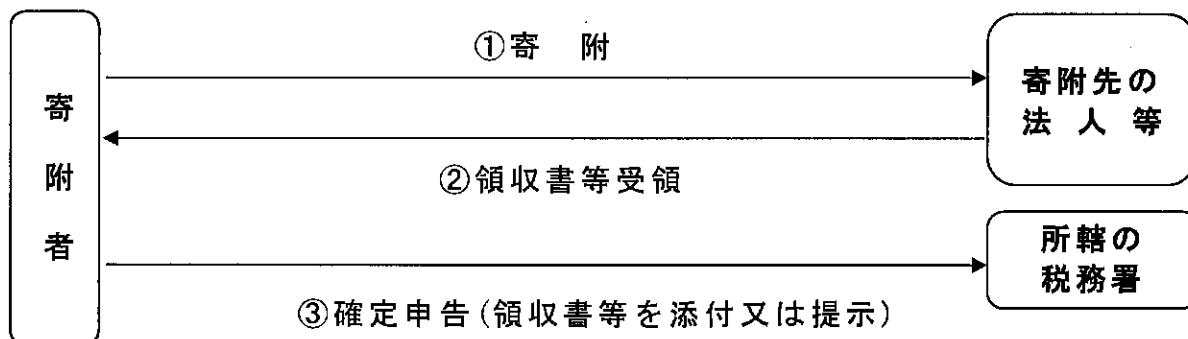 ①寄　附
寄附者
寄附先の
法人等
②領収書等受領
所轄の
税務署
③確定申告(領収書等を添付又は提示)